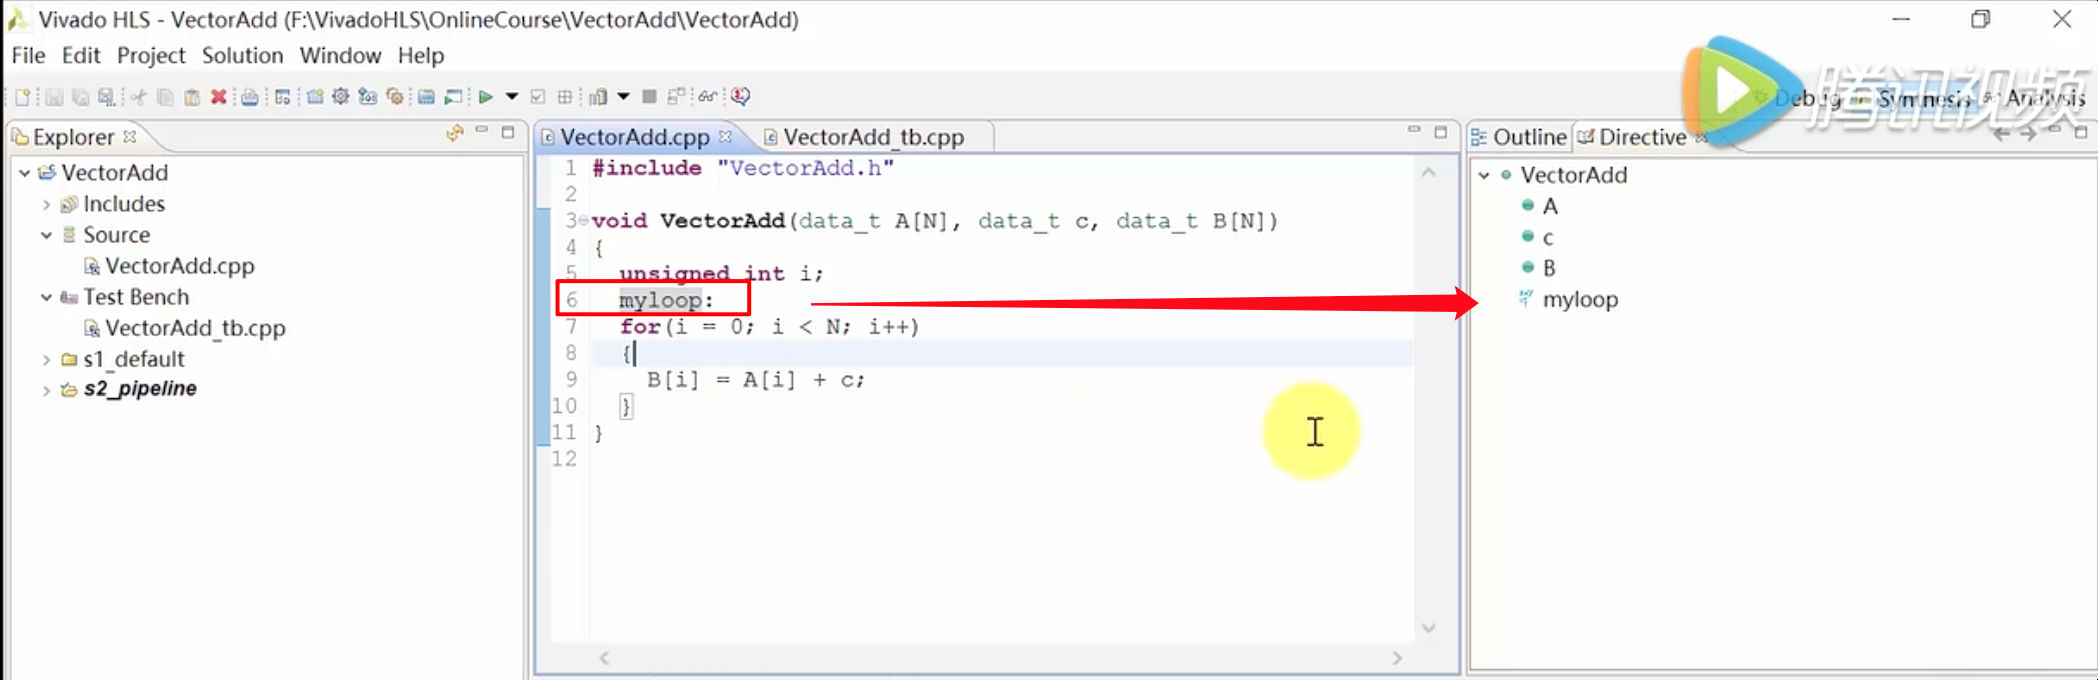 Vivado HLS - VectorAdd (F:\VivadoHLS\OnlineCourse\VectorAdd\VectorAdd)
File Edit Project Solution Window Help
Debug Synthesis Analysis
腾讯视频
Explorer
VectorAdd
Includes
Source
VectorAdd.cpp
Test Bench
VectorAdd_tb.cpp
s1_default
s2_pipeline
VectorAdd.cpp VectorAdd_tb.cpp
1 #include "VectorAdd.h"
2
3 void VectorAdd(data_t A[N], data_t c, data_t B[N])
4 {
5 unsigned int i;
6 myloop:
7 for(i = 0; i < N; i++)
8 {
9 B[i] = A[i] + c;
10 }
11 }
12
Outline Directive
VectorAdd
A
c
B
myloop